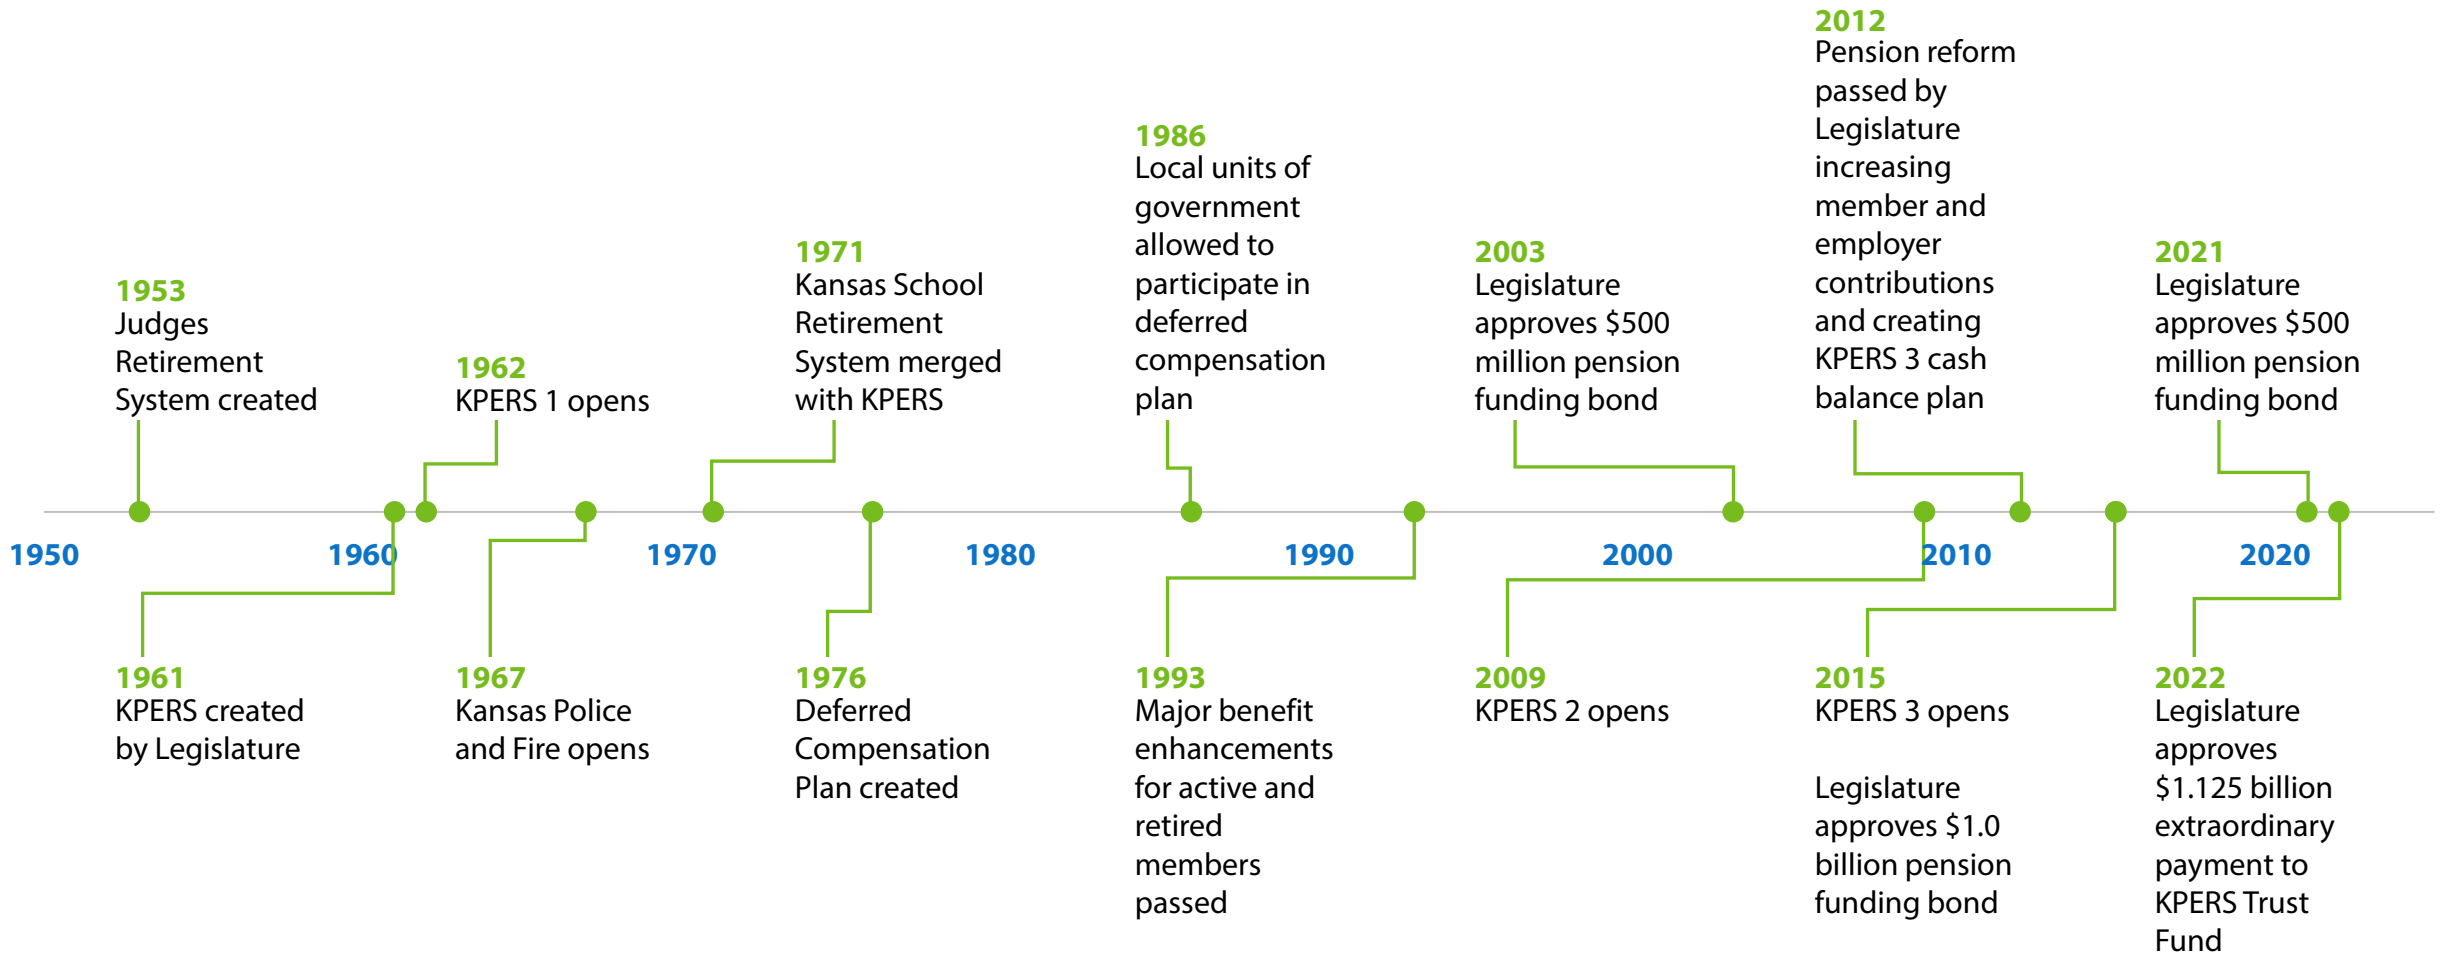 1953
Judges
Retirement
System created
1962
KPERS 1 opens
1971
Kansas School
Retirement
System merged
with KPERS
1986
Local units of
government
allowed to
participate in
deferred
compensation
plan
2003
Legislature
approves $500
million pension
funding bond
2012
Pension reform
passed by
Legislature
increasing
member and
employer
contributions
and creating
KPERS 3 cash
balance plan
2021
Legislature
approves $500
million pension
funding bond
1950
1960
1970
1980
1990
2000
2010
2020
1961
KPERS created
by Legislature
1967
Kansas Police
and Fire opens
1976
Deferred
Compensation
Plan created
1993
Major benefit
enhancements
for active and
retired
members
passed
2009
KPERS 2 opens
2015
KPERS 3 opens
Legislature
approves $1.0
billion pension
funding bond
2022
Legislature
approves
$1.125 billion
extraordinary
payment to
KPERS Trust
Fund